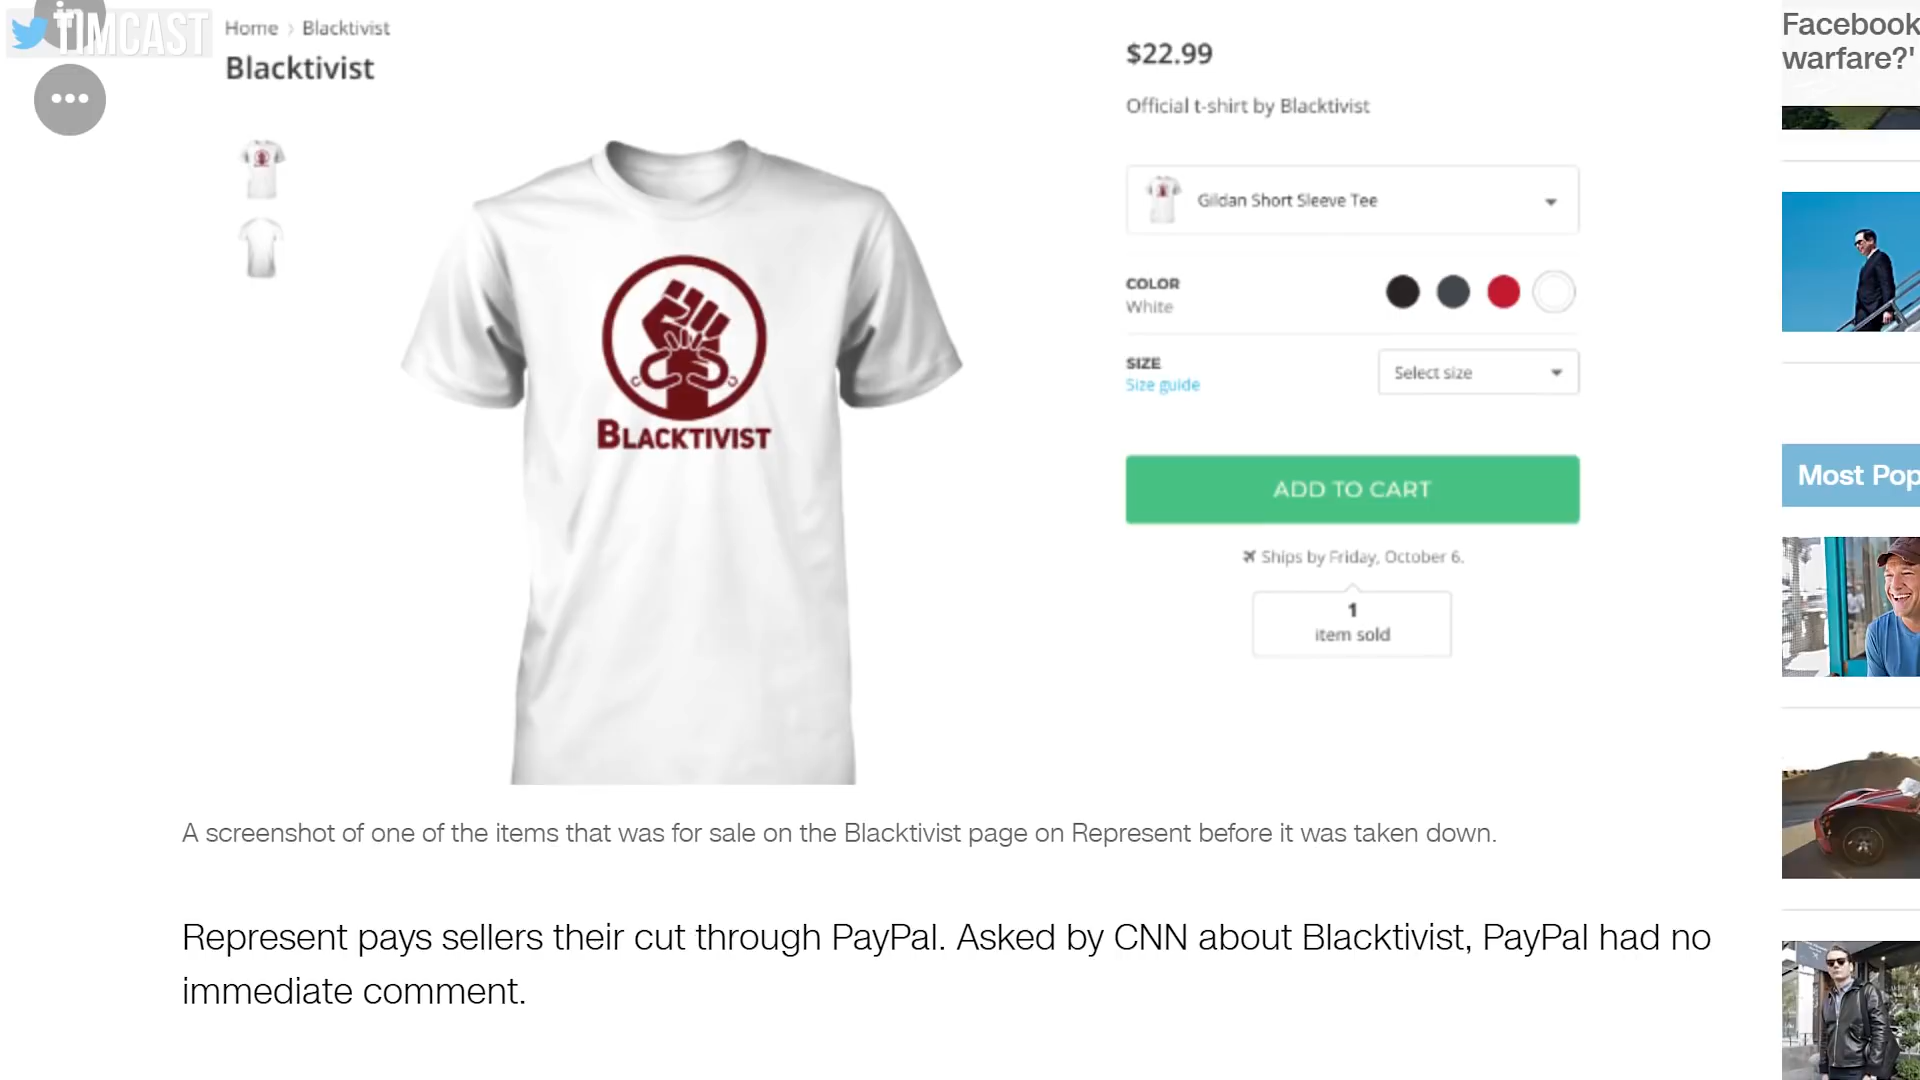 TIMCAST
Home > Blacktivist
Blacktivist
BLACKTIVIST
$22.99
Official t-shirt by Blacktivist
Gildan Short Sleeve Tee
COLOR
White
SIZE
Size guide
Select size
ADD TO CART
Ships by Friday, October 6.
1
item sold
A screenshot of one of the items that was for sale on the Blacktivist page on Represent before it was taken down.
Represent pays sellers their cut through PayPal. Asked by CNN about Blacktivist, PayPal had no
immediate comment.
Facebook
warfare?'
Most Pop